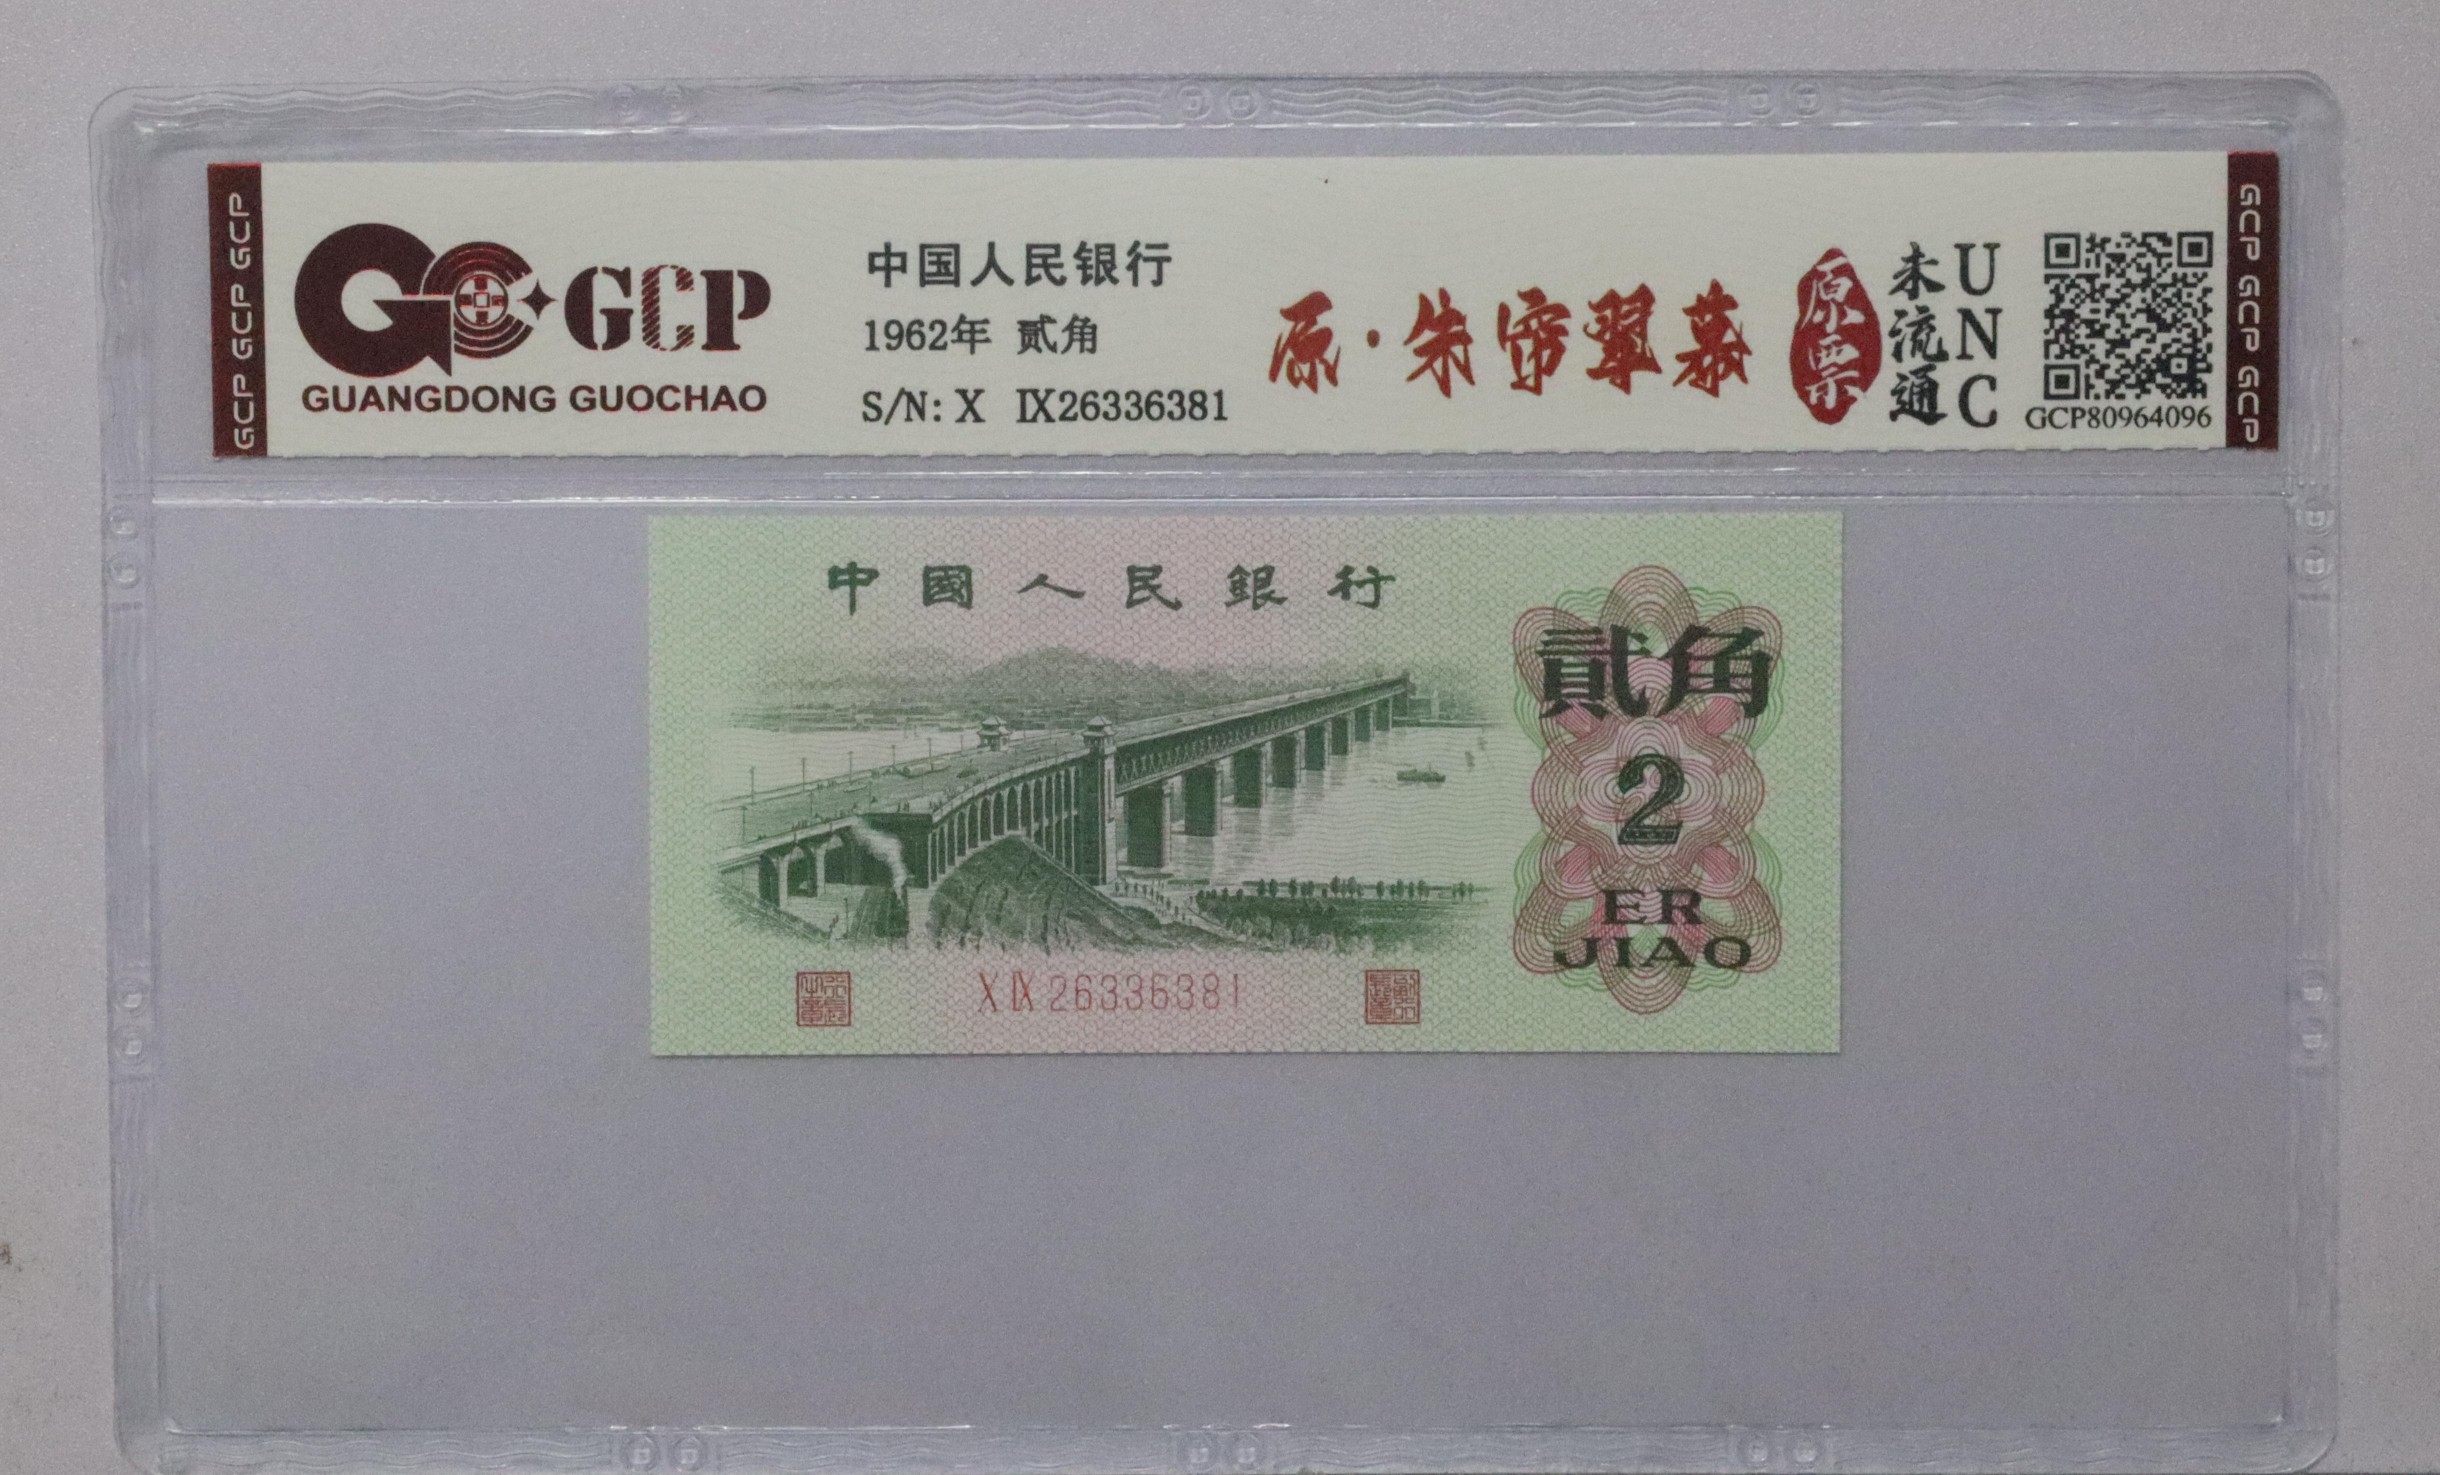 GCP GCP GCP
GCP
GUANGDONG GUOCHAO
中国人民银行
1962年 贰角
S/N: X IX26336381
原·朱帘翠幕
原票
未流通
UNC
GCP80964096
GCP GCP GCP
中國人民銀行
貳角
2
ER
JIAO
X IX 26336381